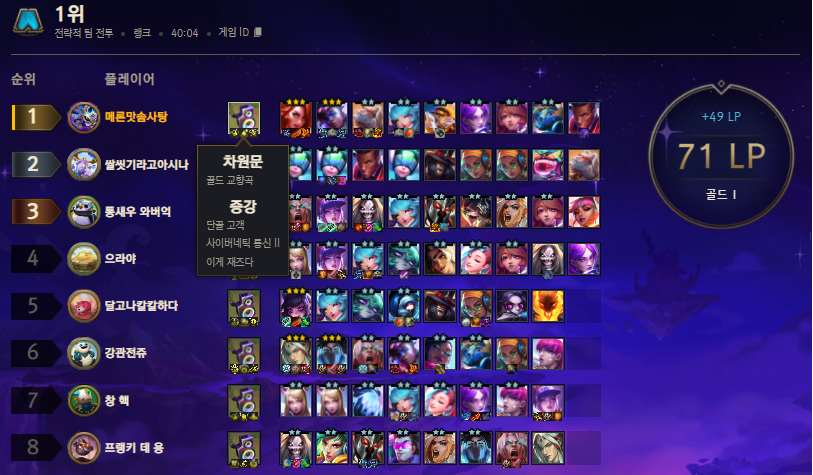 1위
전략적 팀 전투 • 랭크 • 40:04 • 게임 ID
순위 플레이어
1 메론맛솜사탕
2 쌀씻기라고아시나
3 통새우 와버억
4 으라야
5 달고나칼칼하다
6 강관전쥬
7 창 핵
8 프랭키 데 용
차원문
골드 교향곡
증강
단골 고객
사이버네틱 통신 II
이게 재즈다
+49 LP
71 LP
골드 I